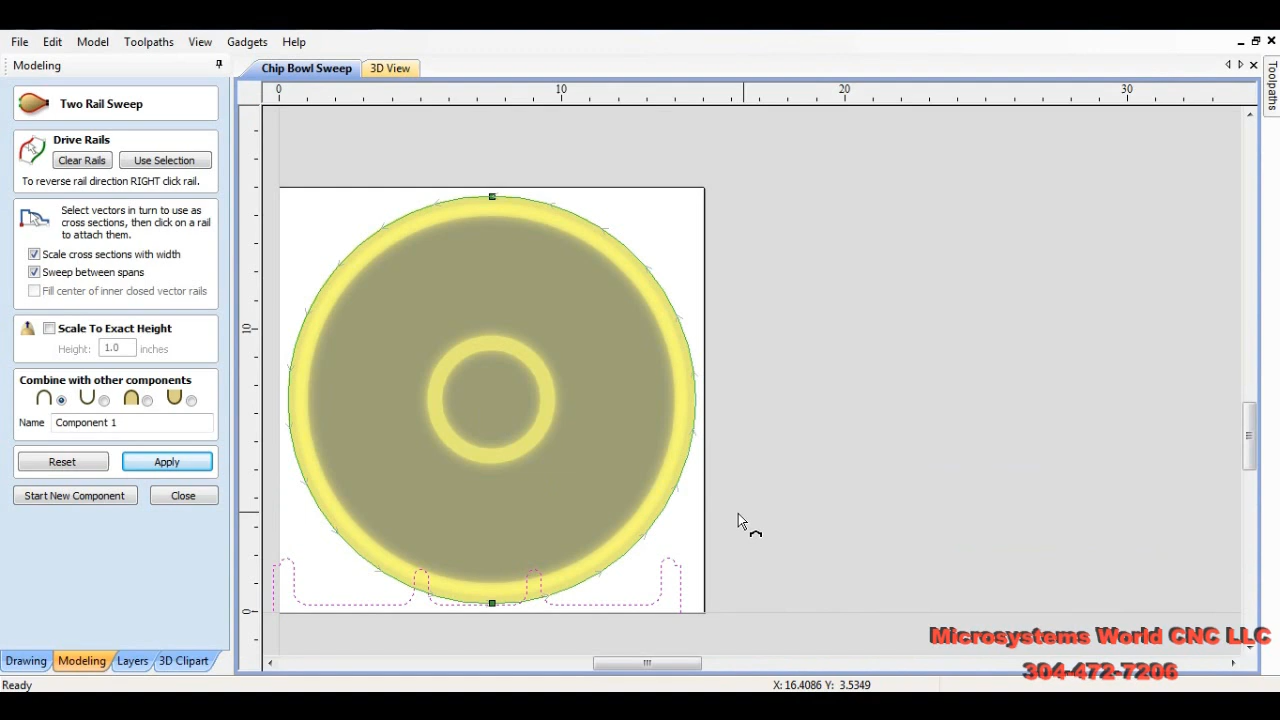 File Edit Model Toolpaths View Gadgets Help
Modeling
Chip Bowl Sweep 3D View
Toolpaths
0 10 20 30
Two Rail Sweep
Drive Rails
Clear Rails Use Selection
To reverse rail direction RIGHT click rail.
Select vectors in turn to use as
cross sections, then click on a rail
to attach them.
Scale cross sections with width
Sweep between spans
Fill center of inner closed vector rails
Scale To Exact Height
Height: 1.0 inches
10
Combine with other components
Name Component 1
Reset Apply
Start New Component Close
0
Microsystems World CNC LLC
304-472-7206
Drawing Modeling Layers 3D Clipart
Ready
X: 16.4086 Y: 3.5349